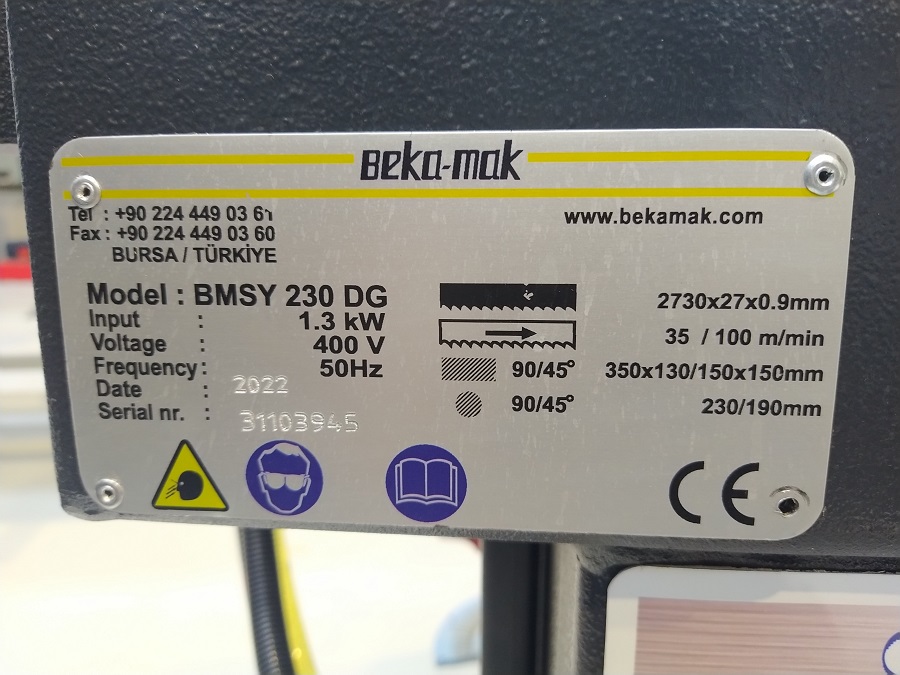 BEKA-MAK
Tel : +90 224 449 03 61
Fax : +90 224 449 03 60
BURSA / TÜRKİYE
www.bekamak.com
Model : BMSY 230 DG
Input : 1.3 kW
Voltage : 400 V
Frequency : 50Hz
Date : 2022
Serial nr. : 31103945
2730x27x0.9mm
35 / 100 m/min
90/45° 350x130/150x150mm
90/45° 230/190mm
CE